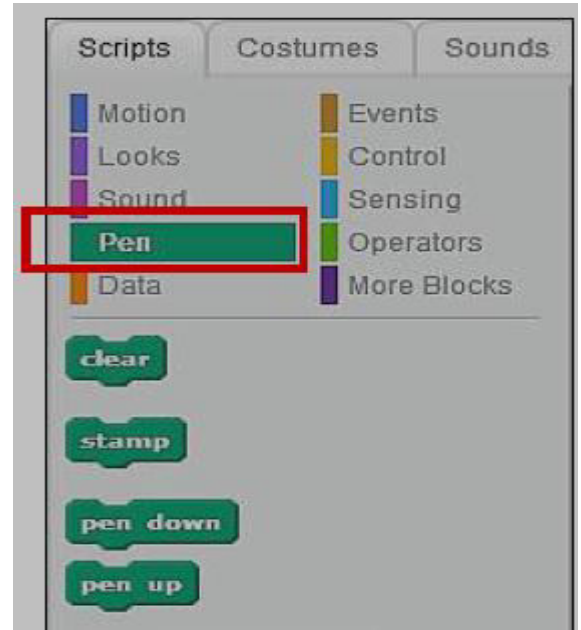 Scripts Costumes Sounds
Motion Events
Looks Control
Sound Sensing
Pen Operators
Data More Blocks
clear
stamp
pen down
pen up